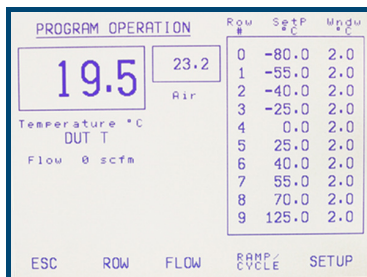 PROGRAM OPERATION
19.5
23.2
Air
Temperature °C
DUT T
Flow 0 scfm
Row SetP Wndw
# °C °C
0 -80.0 2.0
1 -55.0 2.0
2 -40.0 2.0
3 -25.0 2.0
4 0.0 2.0
5 25.0 2.0
6 40.0 2.0
7 55.0 2.0
8 70.0 2.0
9 125.0 2.0
ESC ROW FLOW RAMP/ SETUP
CYCLE